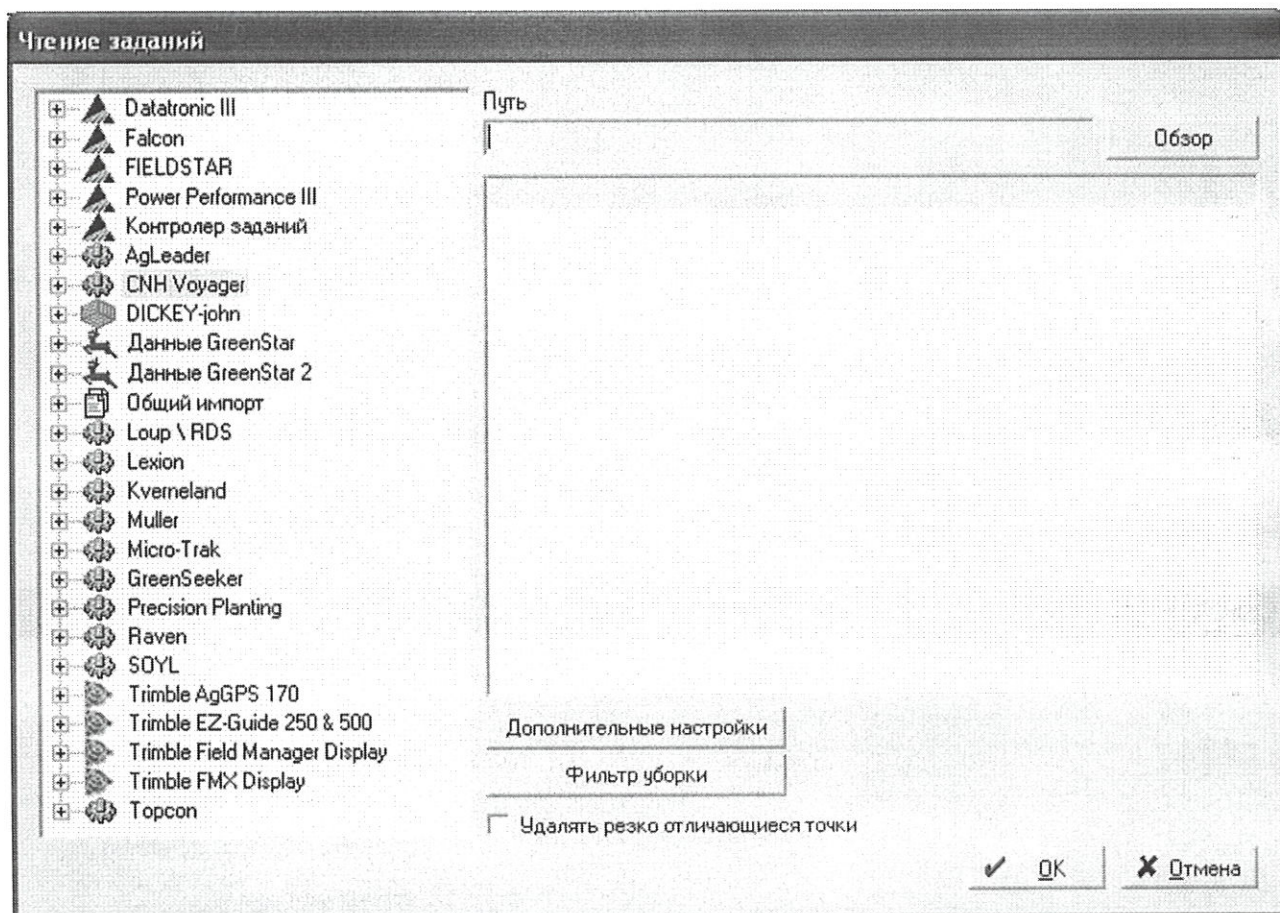 Чтение заданий
Datatronic III
Falcon
FIELDSTAR
Power Performance III
Контролер заданий
AgLeader
CNH Voyager
DICKEY-john
Данные GreenStar
Данные GreenStar 2
Общий импорт
Loup \ RDS
Lexion
Kverneland
Muller
Micro-Trak
GreenSeeker
Precision Planting
Raven
SOYL
Trimble AgGPS 170
Trimble EZ-Guide 250 & 500
Trimble Field Manager Display
Trimble FMX Display
Topcon
Путь
Обзор
Дополнительные настройки
Фильтр уборки
Удалять резко отличающиеся точки
OK
Отмена